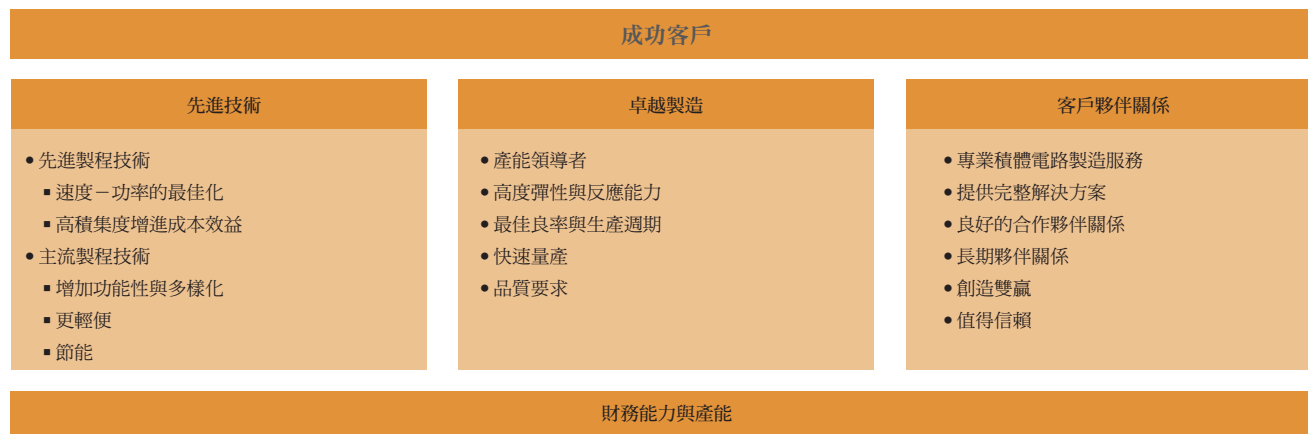 成功客戶
先進技術
• 先進製程技術
▪ 速度－功率的最佳化
▪ 高積集度增進成本效益
• 主流製程技術
▪ 增加功能性與多樣化
▪ 更輕便
▪ 節能
卓越製造
• 產能領導者
• 高度彈性與反應能力
• 最佳良率與生產週期
• 快速量產
• 品質要求
客戶夥伴關係
• 專業積體電路製造服務
• 提供完整解決方案
• 良好的合作夥伴關係
• 長期夥伴關係
• 創造雙贏
• 值得信賴
財務能力與產能